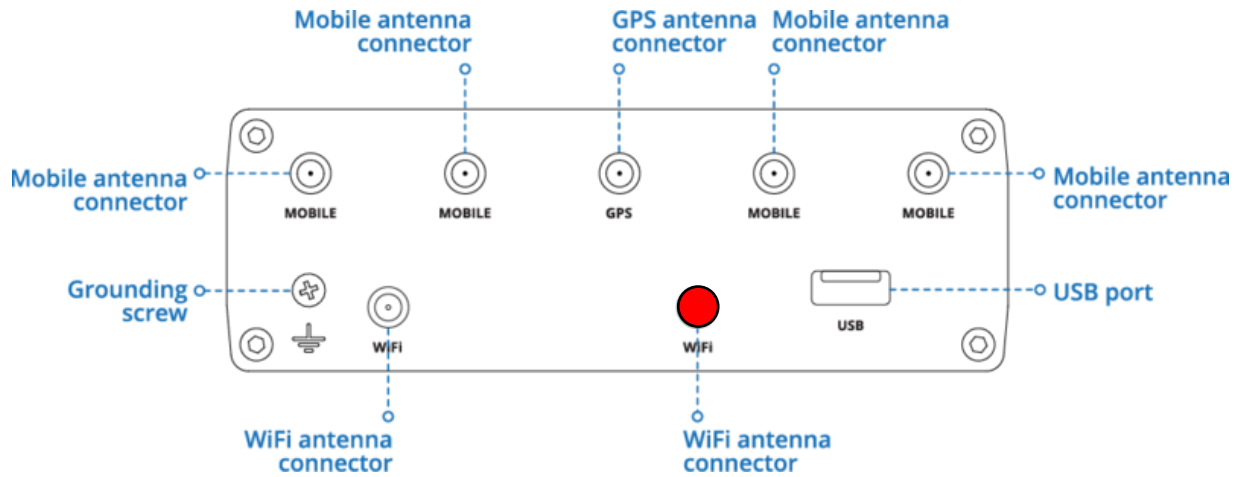 Mobile antenna
connector
GPS antenna
connector
Mobile antenna
connector
Mobile antenna
connector
Mobile antenna
connector
MOBILE
MOBILE
GPS
MOBILE
MOBILE
Grounding
screw
USB port
USB
WiFi
WiFi
WiFi antenna
connector
WiFi antenna
connector